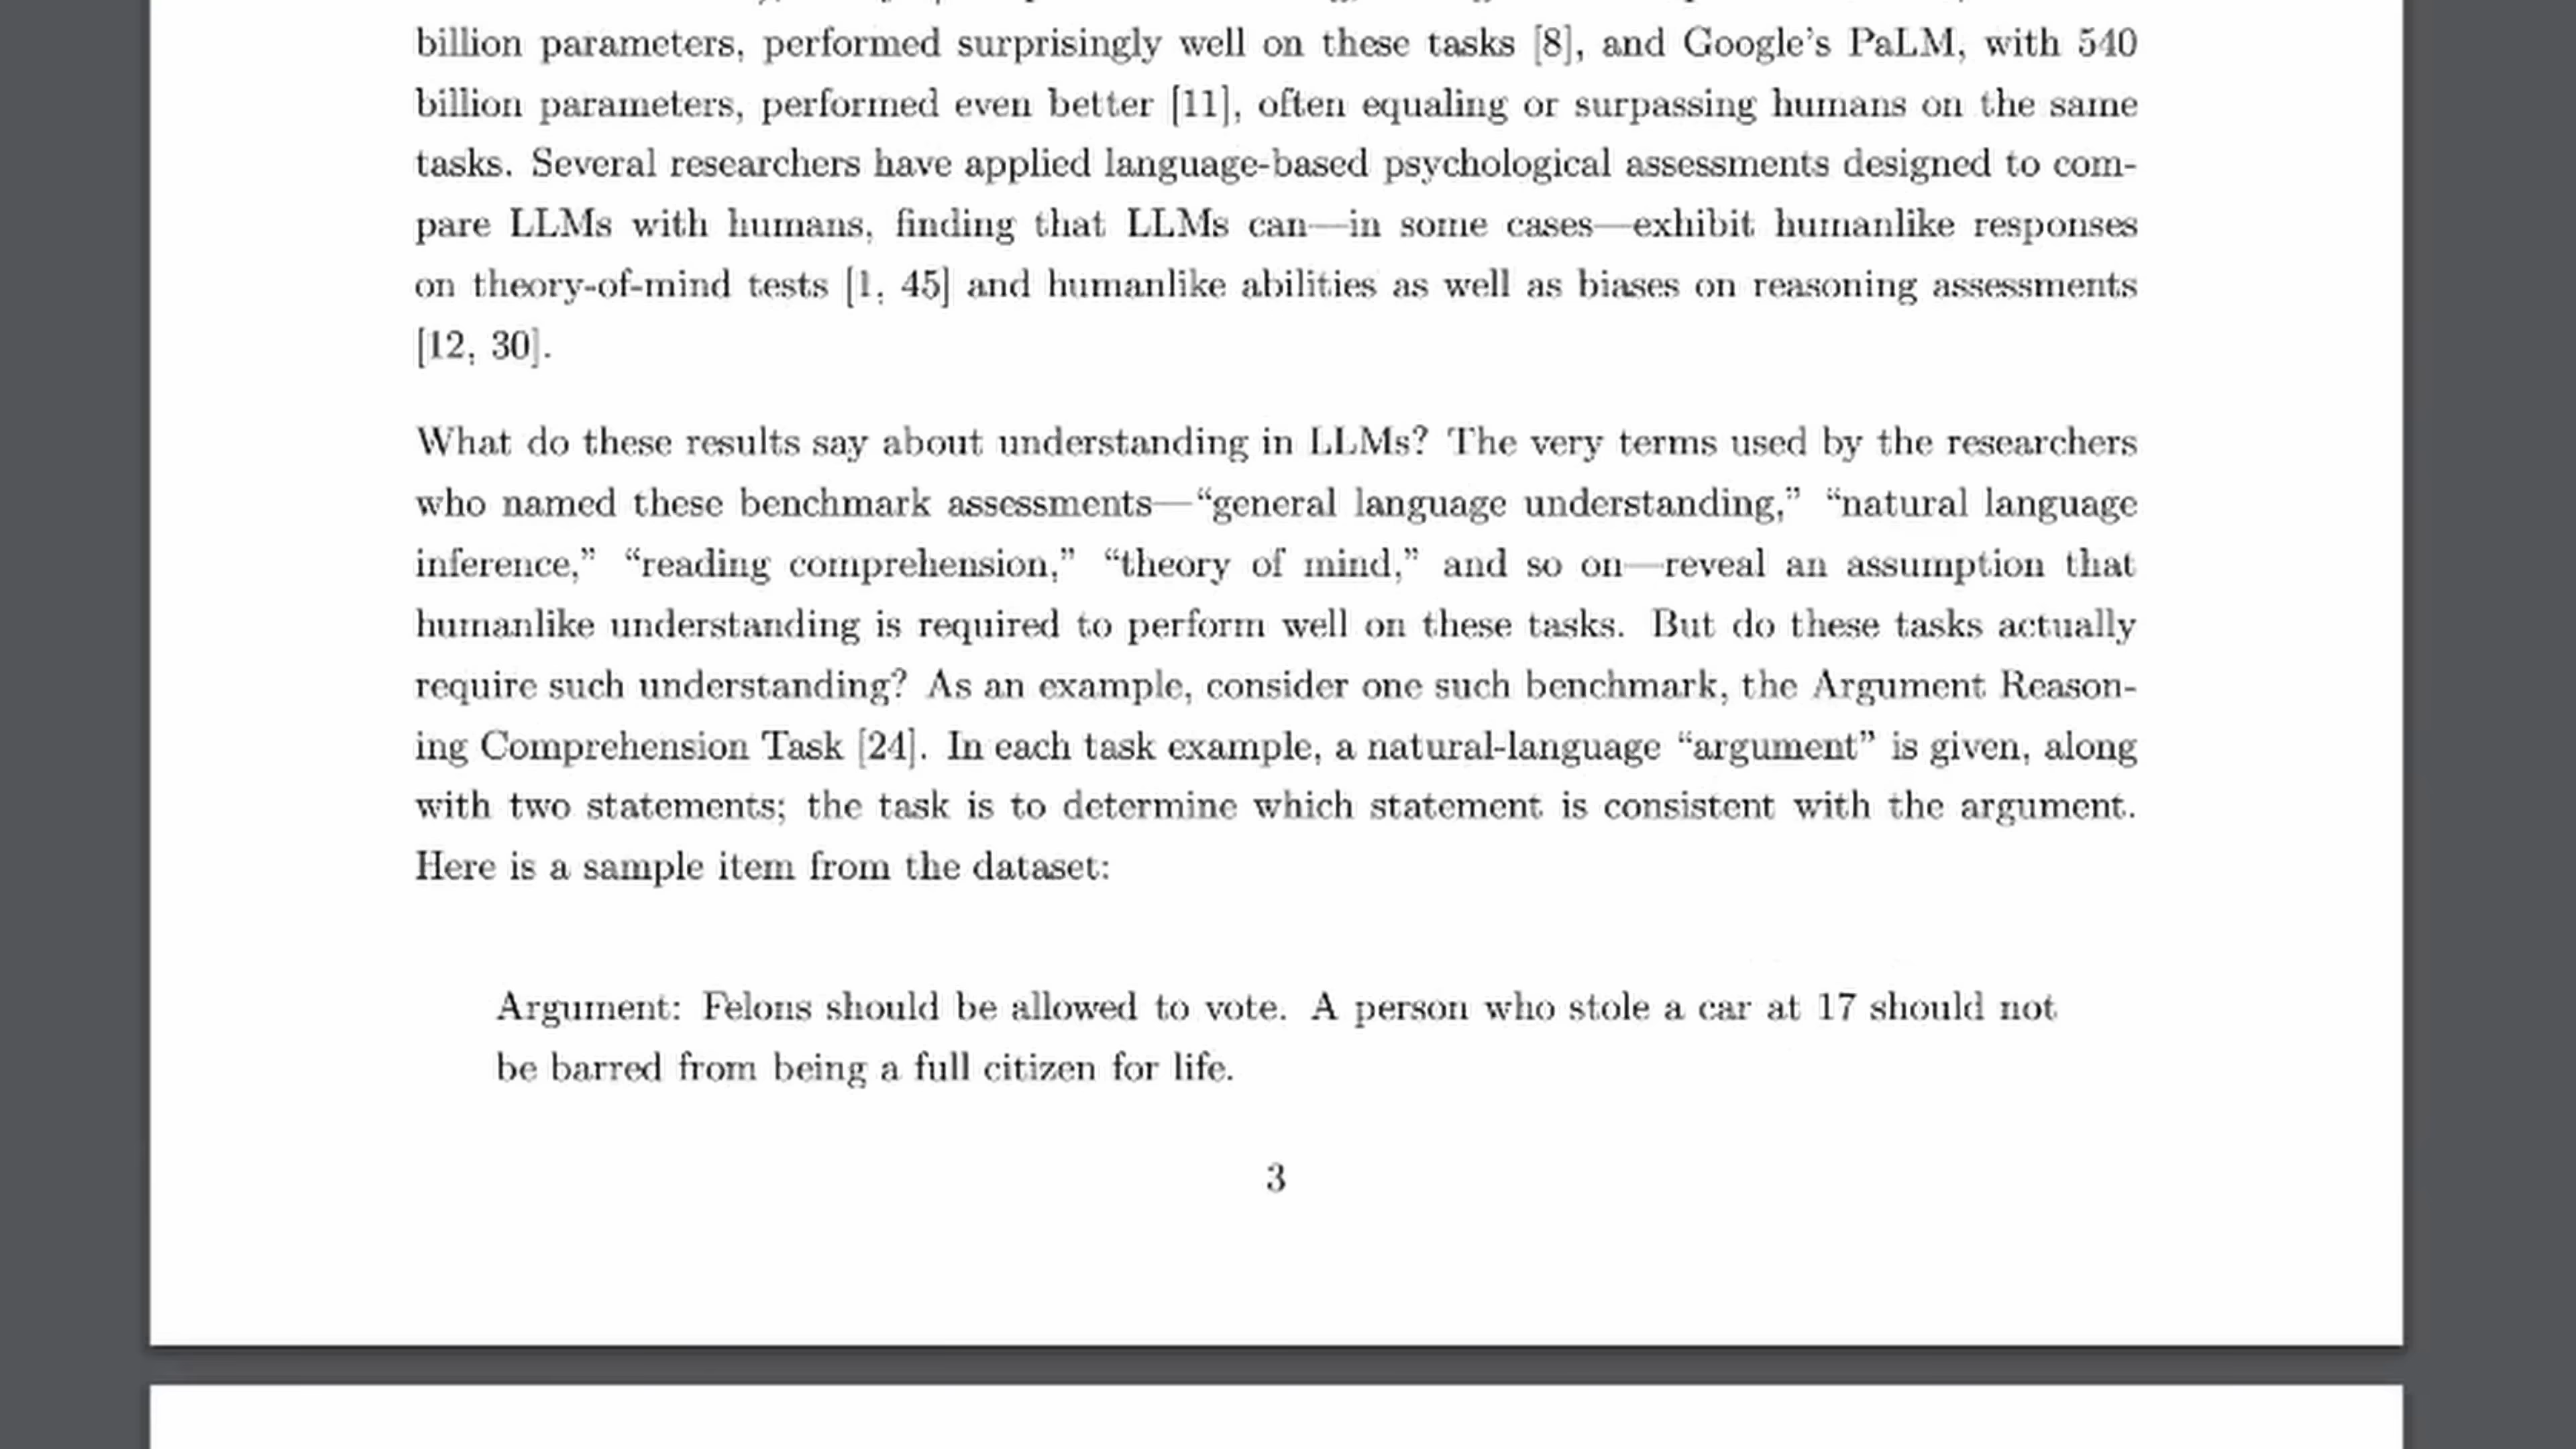 billion parameters, performed surprisingly well on these tasks [8], and Google's PaLM, with 540
billion parameters, performed even better [11], often equaling or surpassing humans on the same
tasks. Several researchers have applied language-based psychological assessments designed to com-
pare LLMs with humans, finding that LLMs can—in some cases—exhibit humanlike responses
on theory-of-mind tests [1, 45] and humanlike abilities as well as biases on reasoning assessments
[12, 30].
What do these results say about understanding in LLMs? The very terms used by the researchers
who named these benchmark assessments—“general language understanding,” “natural language
inference,” “reading comprehension,” “theory of mind,” and so on—reveal an assumption that
humanlike understanding is required to perform well on these tasks. But do these tasks actually
require such understanding? As an example, consider one such benchmark, the Argument Reason-
ing Comprehension Task [24]. In each task example, a natural-language “argument” is given, along
with two statements; the task is to determine which statement is consistent with the argument.
Here is a sample item from the dataset:
Argument: Felons should be allowed to vote. A person who stole a car at 17 should not
be barred from being a full citizen for life.
3